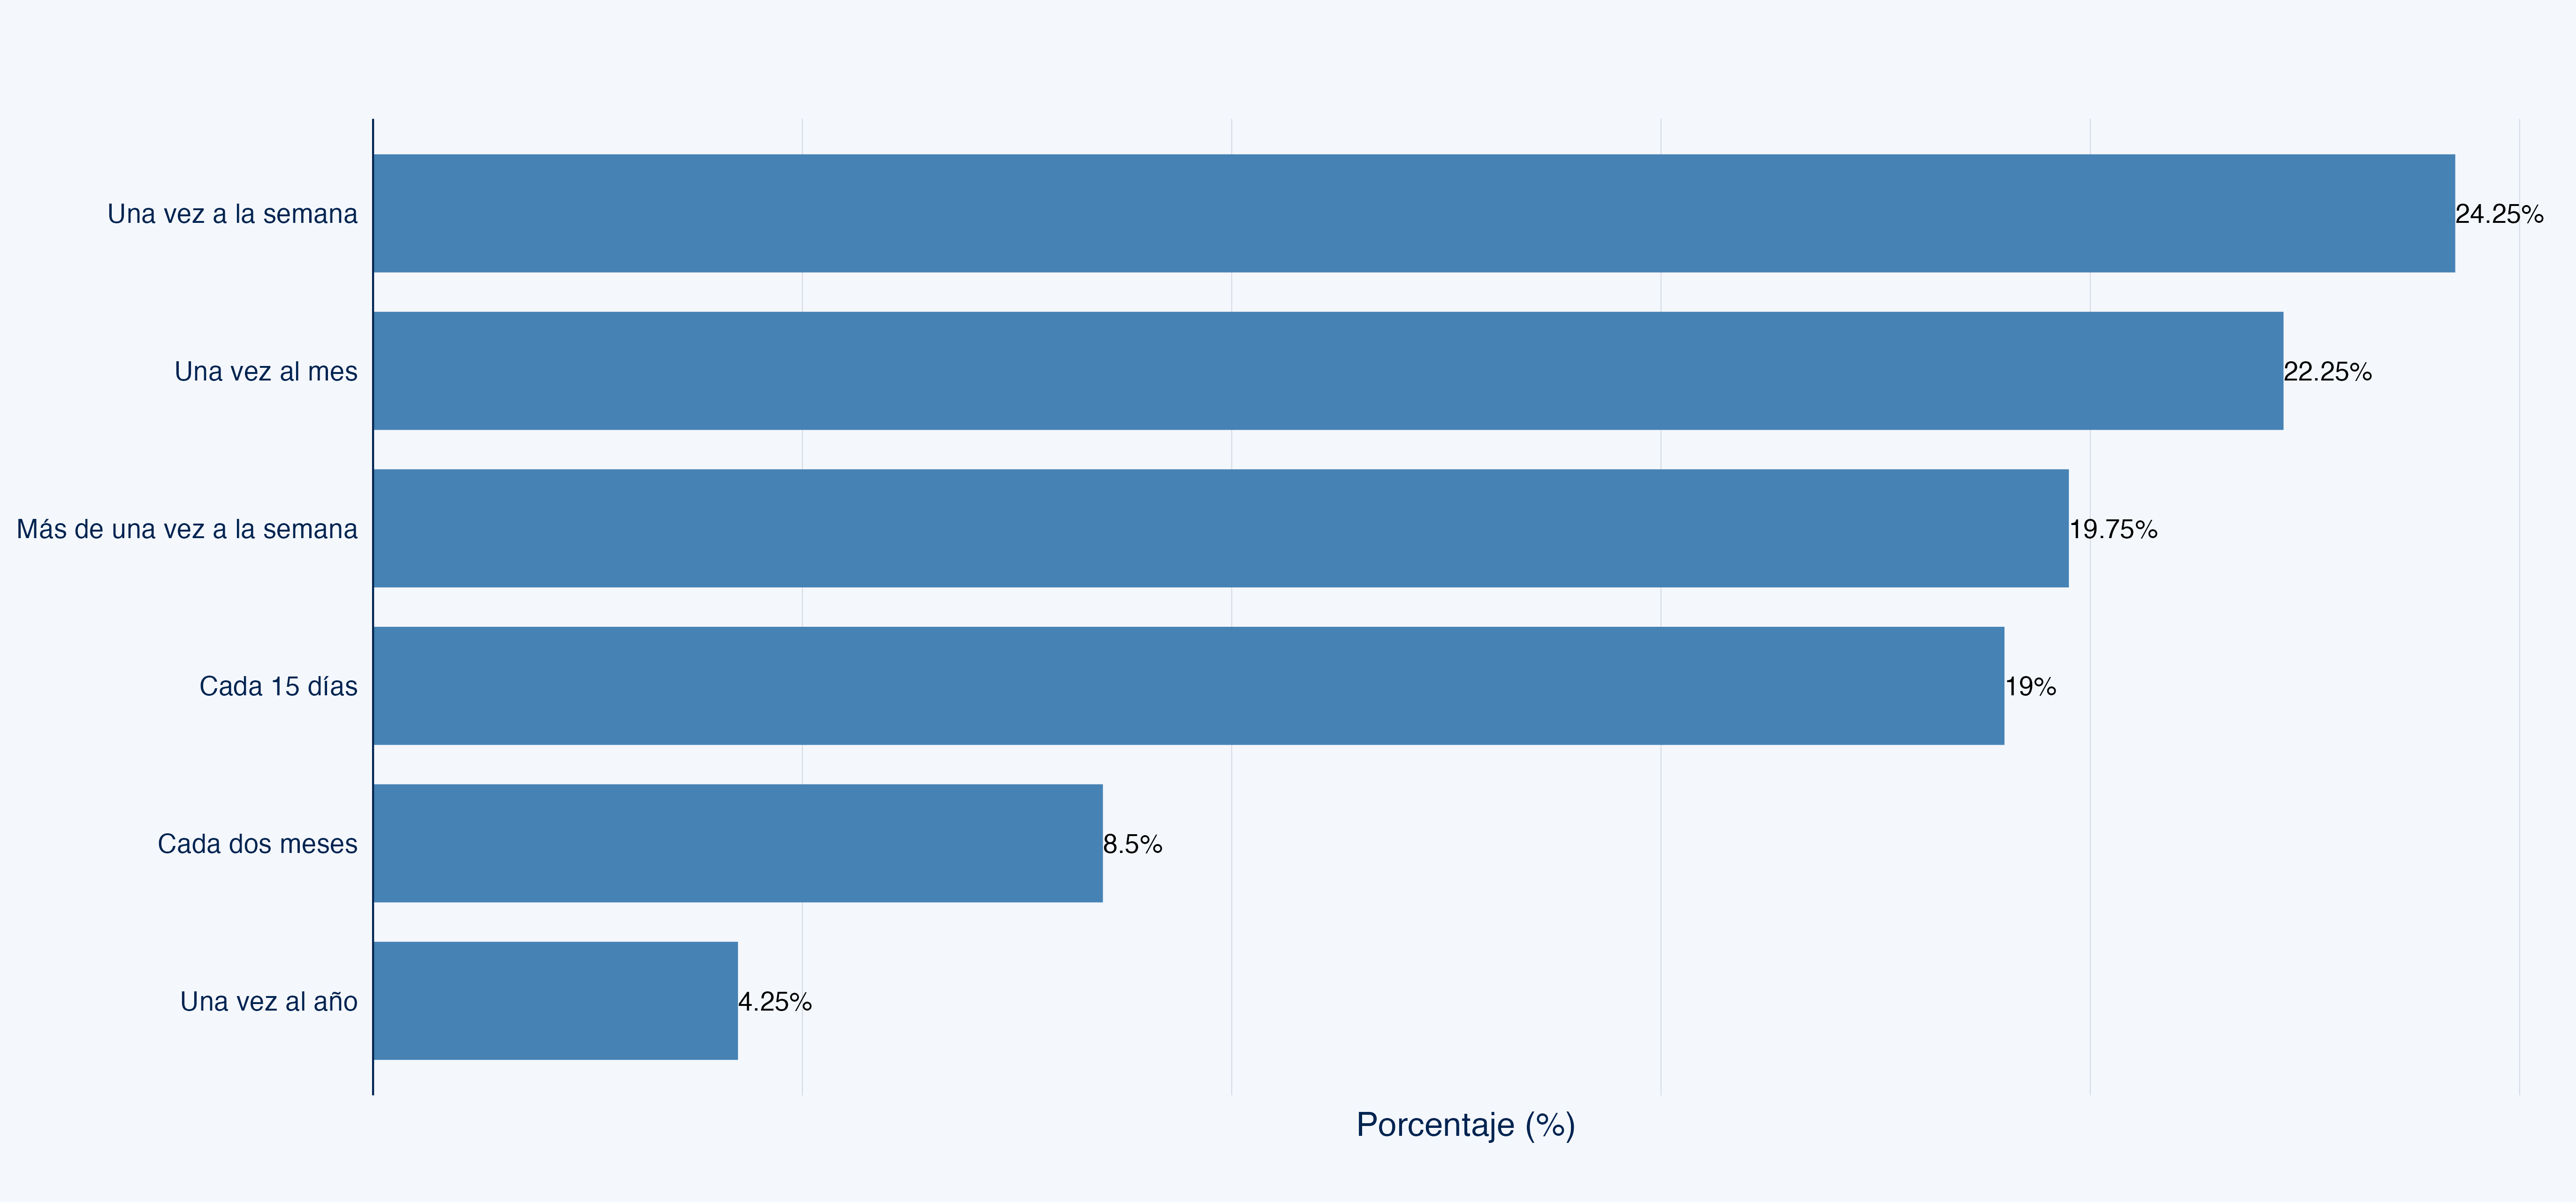 Una vez a la semana 24.25%
Una vez al mes 22.25%
Más de una vez a la semana 19.75%
Cada 15 días 19%
Cada dos meses 8.5%
Una vez al año 4.25%
Porcentaje (%)